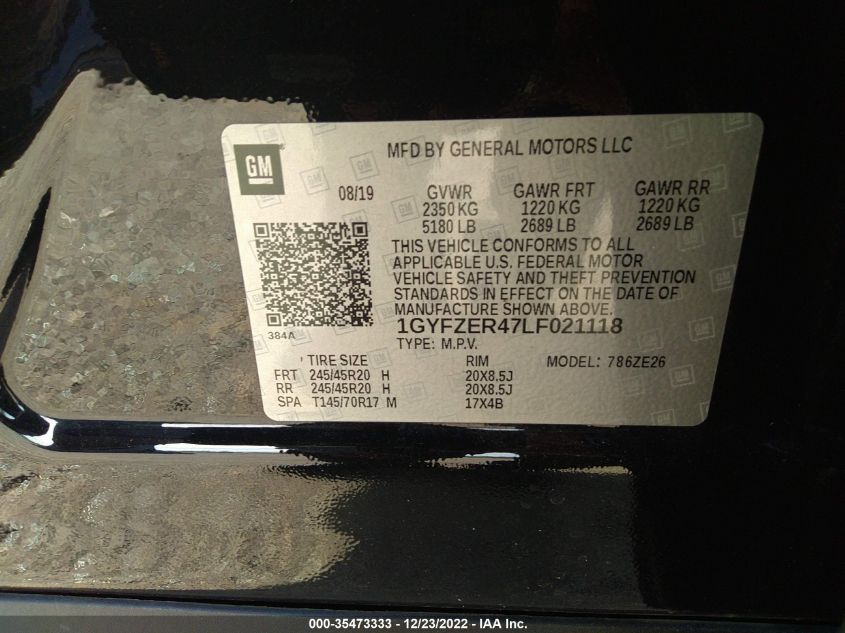 GM
MFD BY GENERAL MOTORS LLC
08/19 GVWR GAWR FRT GAWR RR
2350 KG 1220 KG 1220 KG
5180 LB 2689 LB 2689 LB
THIS VEHICLE CONFORMS TO ALL
APPLICABLE U.S. FEDERAL MOTOR
VEHICLE SAFETY AND THEFT PREVENTION
STANDARDS IN EFFECT ON THE DATE OF
MANUFACTURE SHOWN ABOVE.
384A
1GYFZER47LF021118
TYPE: M.P.V.
TIRE SIZE RIM MODEL: 786ZE26
FRT 245/45R20 H 20X8.5J
RR 245/45R20 H 20X8.5J
SPA T145/70R17 M 17X4B
000-35473333 - 12/23/2022 - IAA Inc.